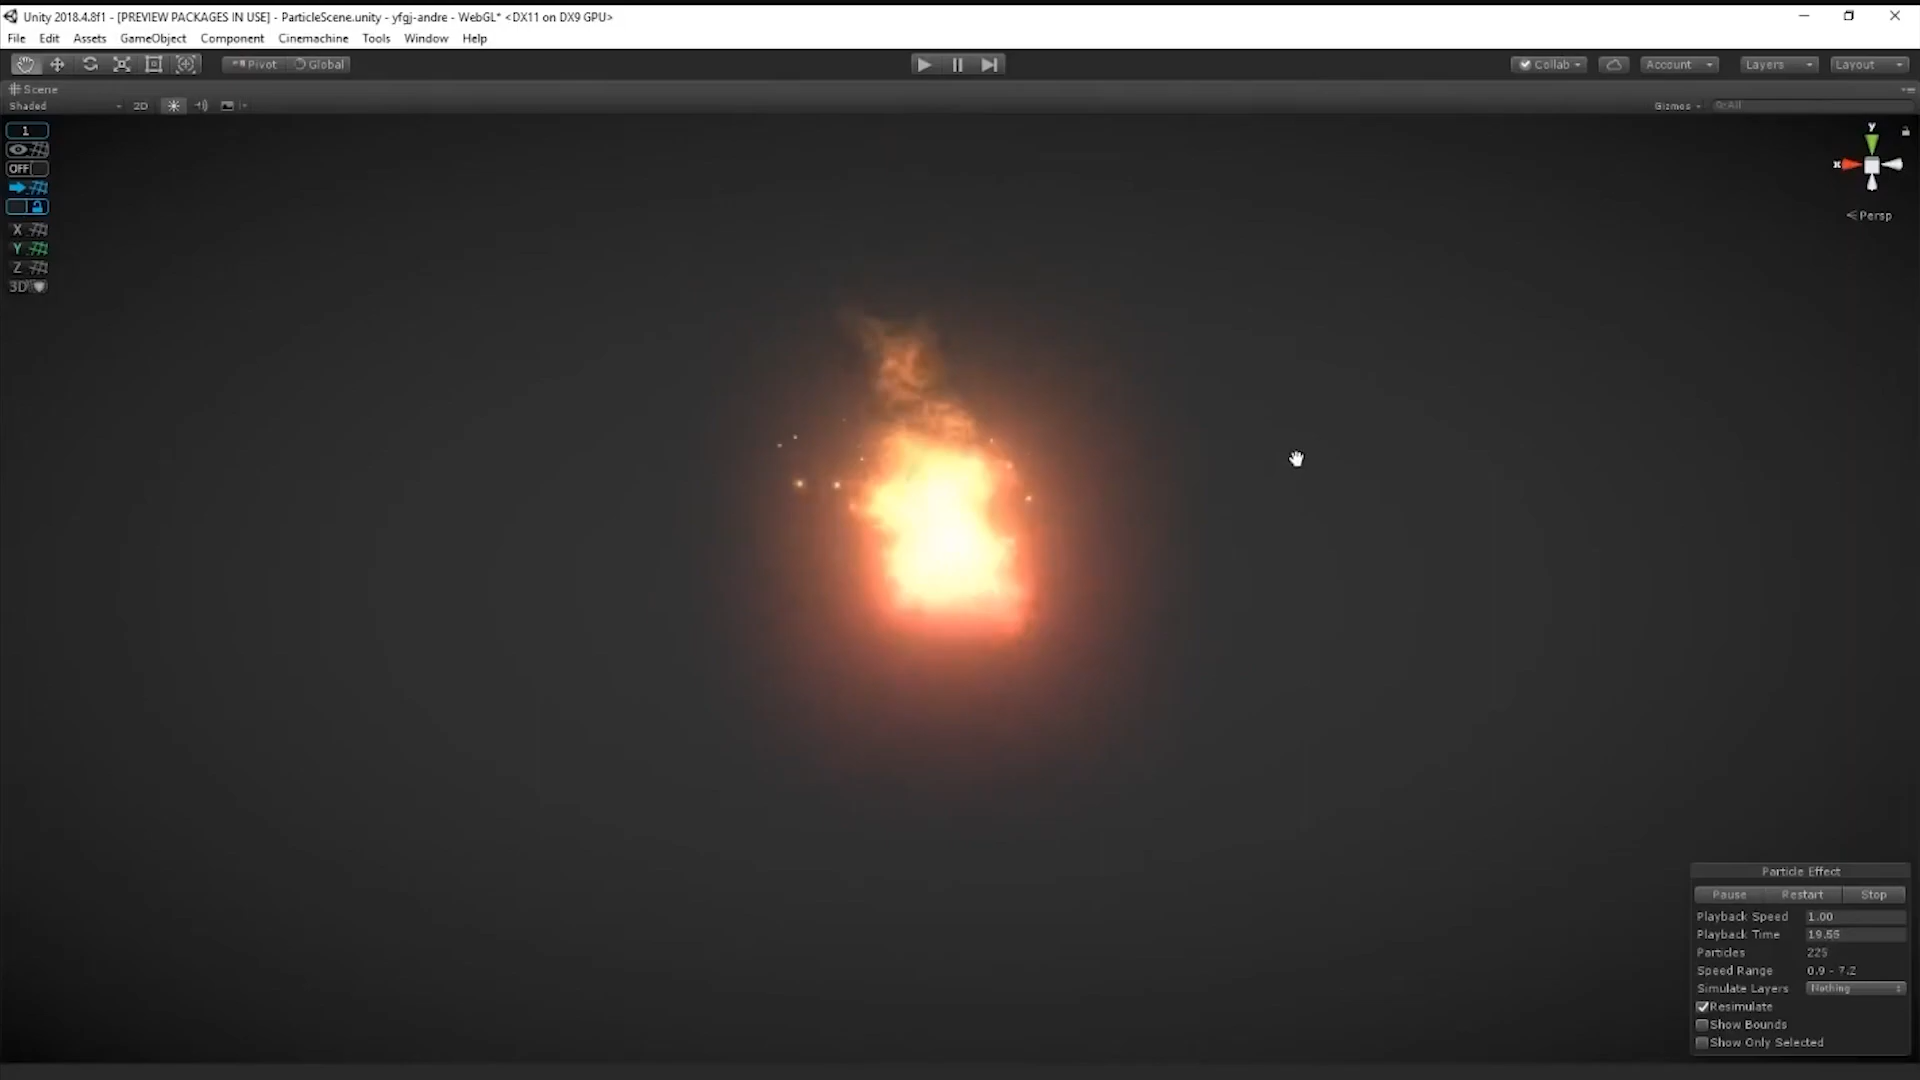 Unity 2018.4.8f1 - [PREVIEW PACKAGES IN USE] - ParticleScene.unity - yfgj-andre - WebGL* <DX11 on DX9 GPU>
File Edit Assets GameObject Component Cinemachine Tools Window Help
Pivot Global Collab Account Layers Layout
Scene
Shaded 2D Gizmos All
1
OFF
X
Y
Z
3D
y
x
Persp
Particle Effect
Pause Restart Stop
Playback Speed 1.00
Playback Time 19.55
Particles 225
Speed Range 0.9 - 7.2
Simulate Layers Nothing
Resimulate
Show Bounds
Show Only Selected